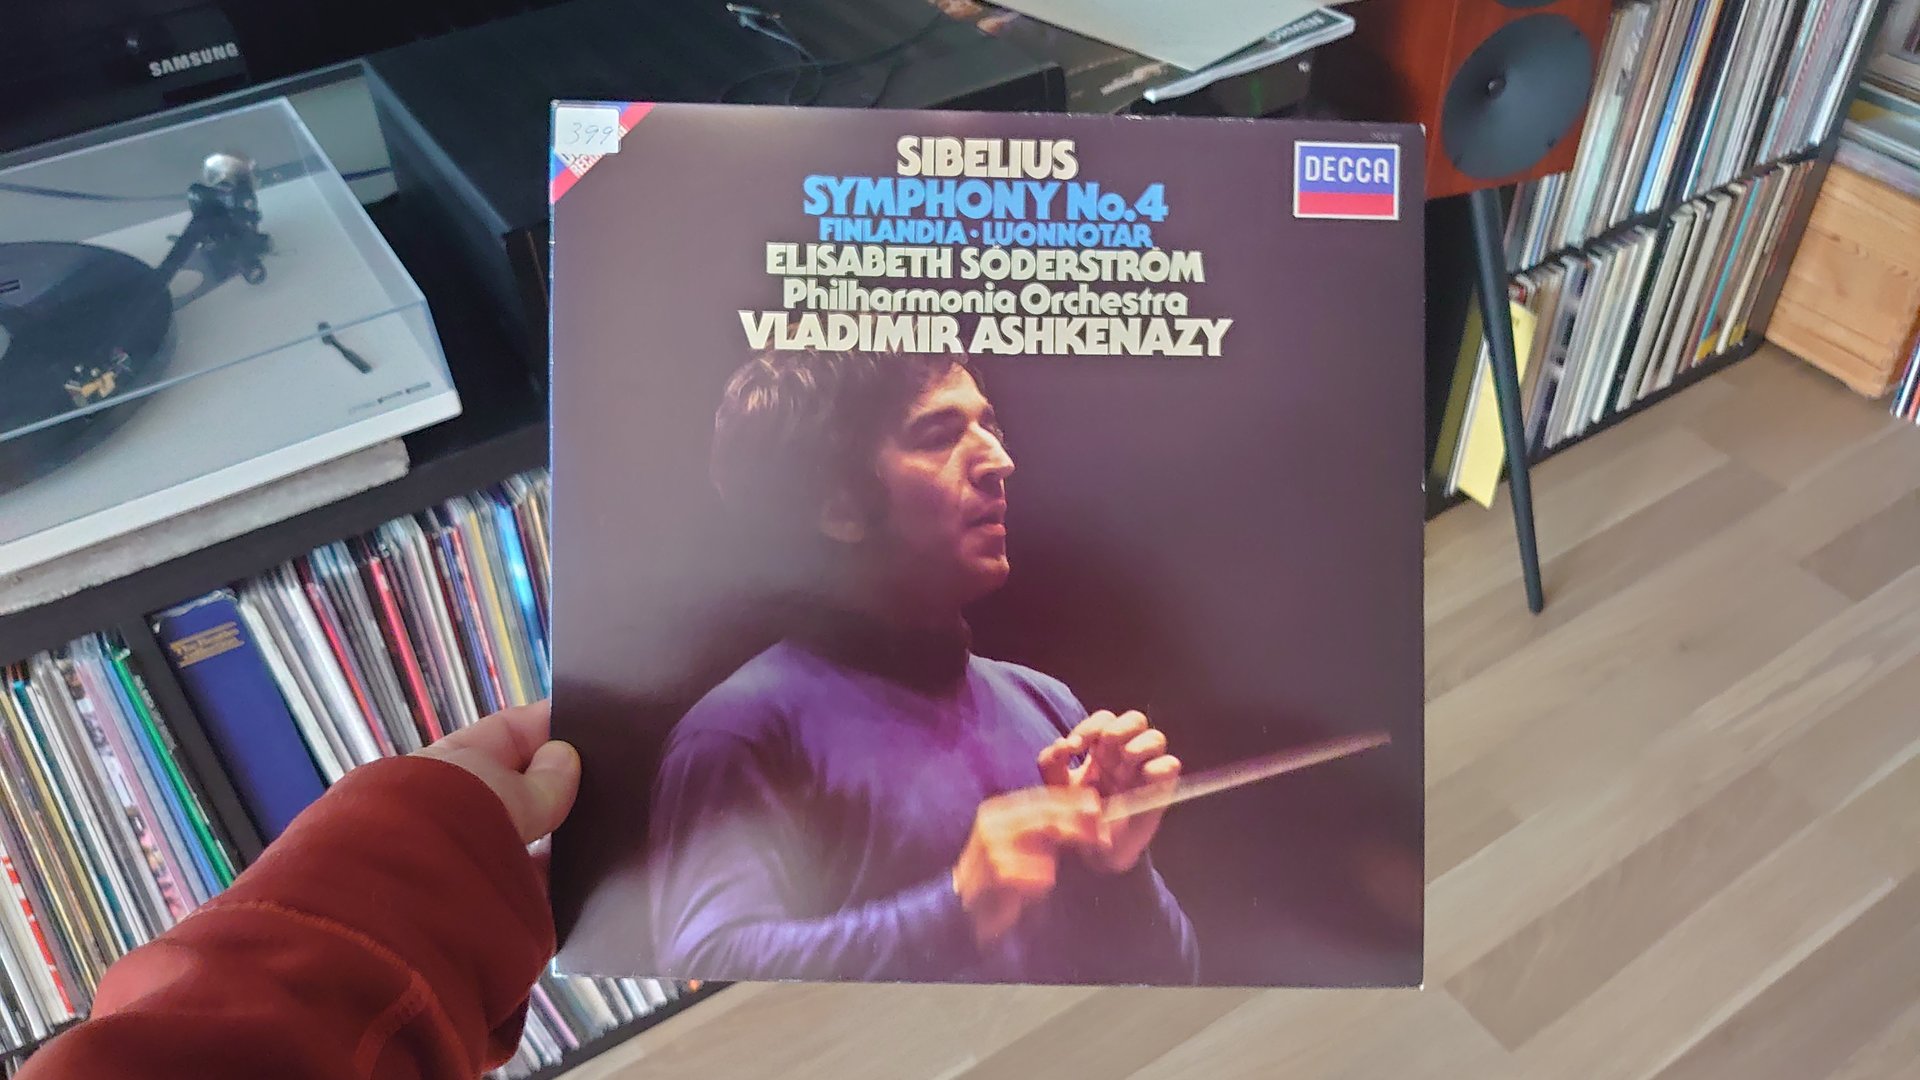 SAMSUNG
399
SIBELIUS
SYMPHONY No.4
FINLANDIA · LUONNOTAR
ELISABETH SÖDERSTRÖM
Philharmonia Orchestra
VLADIMIR ASHKENAZY
DECCA